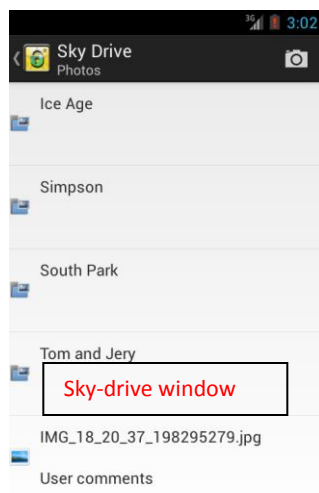 3G 3:02
Sky Drive
Photos
Ice Age
Simpson
South Park
Tom and Jery
Sky-drive window
IMG_18_20_37_198295279.jpg
User comments